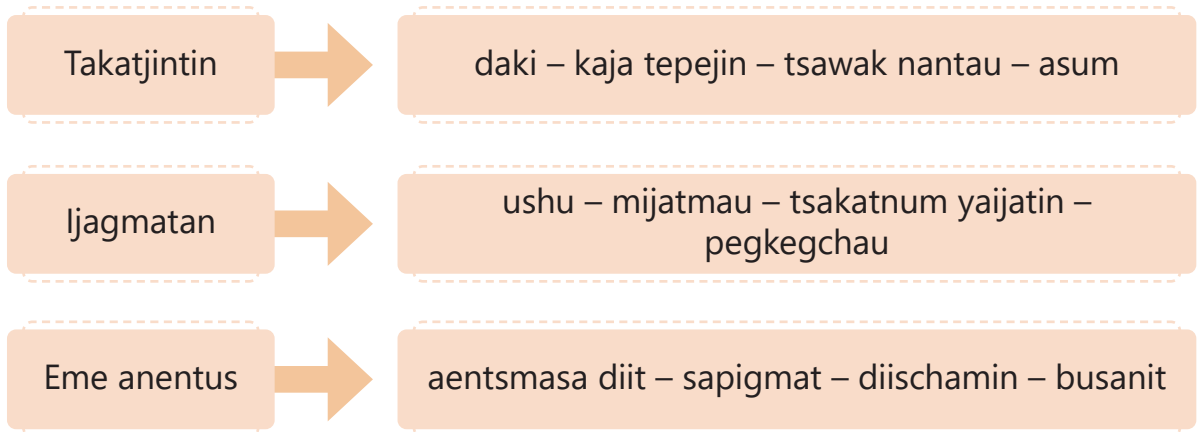 Takatjintin
daki – kaja tepejin – tsawak nantau – asum
Ijagmatan
ushu – mijatmau – tsakatnum yaijatin –
pegkegchau
Eme anentus
aentsmasa diit – sapigmat – diischamin – busanit